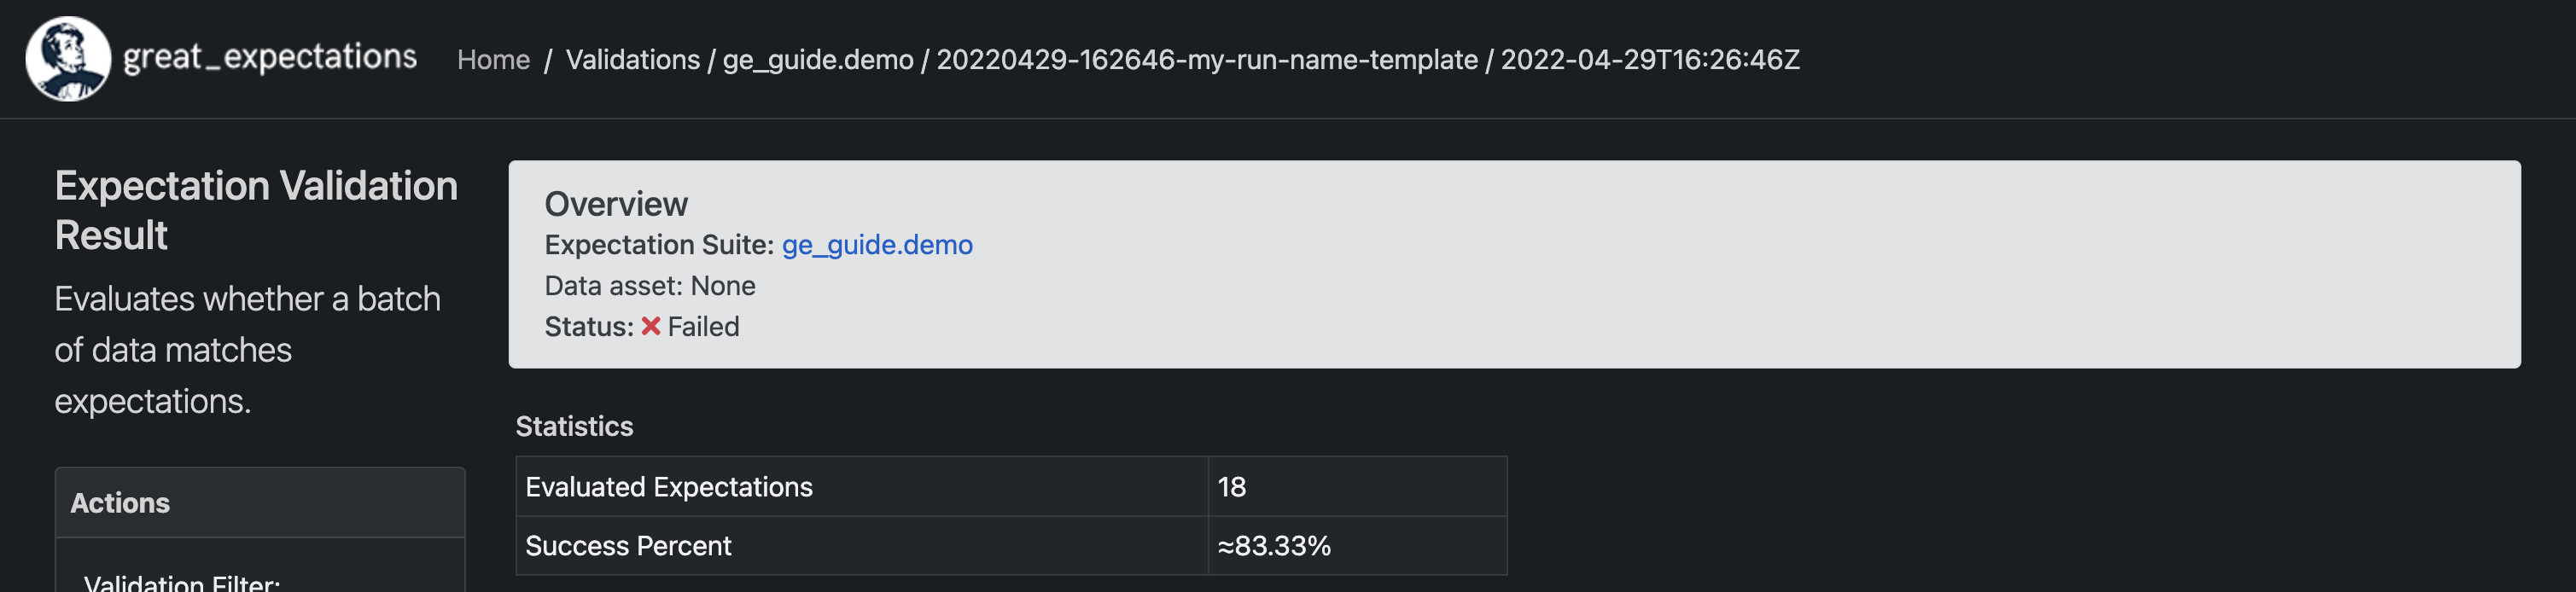 great_expectations
Home / Validations / ge_guide.demo / 20220429-162646-my-run-name-template / 2022-04-29T16:26:46Z
Expectation Validation
Result
Evaluates whether a batch
of data matches
expectations.
Actions
Validation Filter:
Overview
Expectation Suite: ge_guide.demo
Data asset: None
Status: ❌ Failed
Statistics
Evaluated Expectations 18
Success Percent ≈83.33%